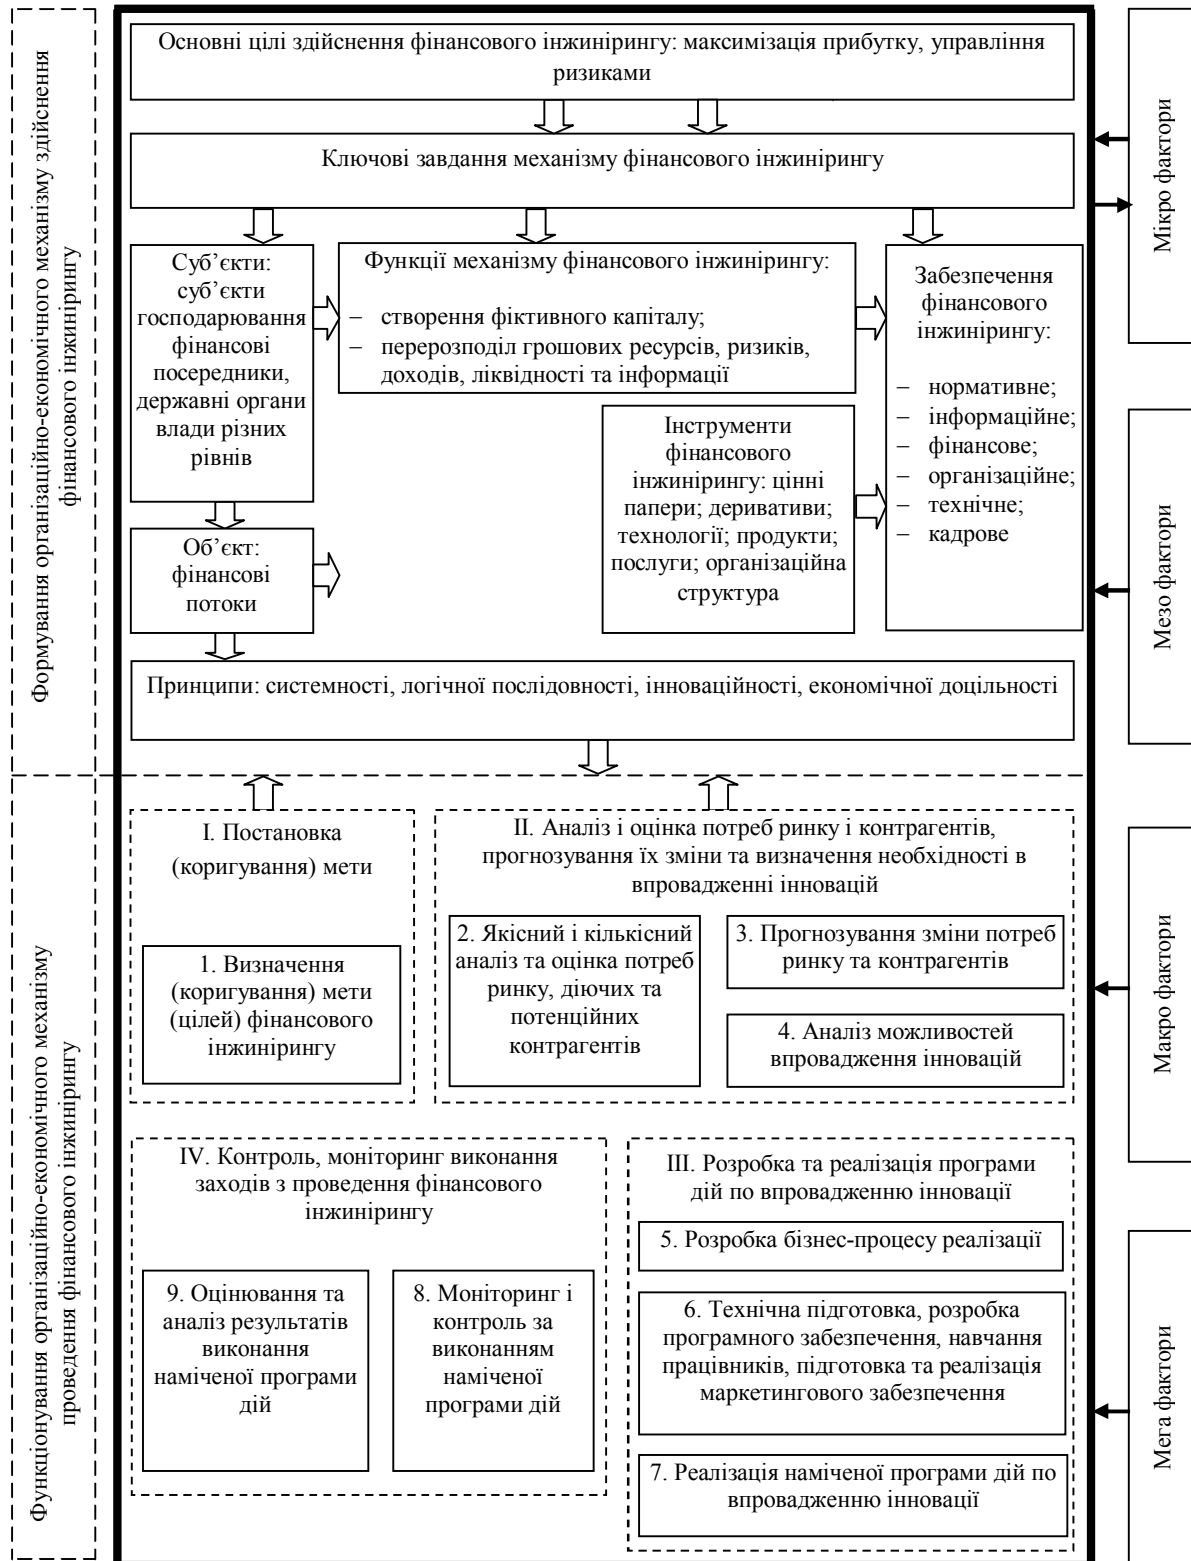 Формування організаційно-економічного механізму здійснення
фінансового інжинірингу
Основні цілі здійснення фінансового інжинірингу: максимізація прибутку, управління
ризиками
Ключові завдання механізму фінансового інжинірингу
Суб’єкти:
суб’єкти
господарювання
фінансові
посередники,
державні органи
влади різних
рівнів
Функції механізму фінансового інжинірингу:
– створення фіктивного капіталу;
– перерозподіл грошових ресурсів, ризиків,
доходів, ліквідності та інформації
Забезпечення
фінансового
інжинірингу:
– нормативне;
– інформаційне;
– фінансове;
– організаційне;
– технічне;
– кадрове
Інструменти
фінансового
інжинірингу: цінні
папери; деривативи;
технології; продукти;
послуги; організаційна
структура
Об’єкт:
фінансові
потоки
Принципи: системності, логічної послідовності, інноваційності, економічної доцільності
Функціонування організаційно-економічного механізму
проведення фінансового інжинірингу
I. Постановка
(коригування) мети
1. Визначення
(коригування) мети
(цілей) фінансового
інжинірингу
II. Аналіз і оцінка потреб ринку і контрагентів,
прогнозування їх зміни та визначення необхідності в
впровадженні інновацій
2. Якісний і кількісний
аналіз та оцінка потреб
ринку, діючих та
потенційних
контрагентів
3. Прогнозування зміни потреб
ринку та контрагентів
4. Аналіз можливостей
впровадження інновацій
III. Розробка та реалізація програми
дій по впровадженню інновації
5. Розробка бізнес-процесу реалізації
6. Технічна підготовка, розробка
програмного забезпечення, навчання
працівників, підготовка та реалізація
маркетингового забезпечення
7. Реалізація наміченої програми дій по
впровадженню інновації
IV. Контроль, моніторинг виконання
заходів з проведення фінансового
інжинірингу
9. Оцінювання та
аналіз результатів
виконання
наміченої програми
дій
8. Моніторинг і
контроль за
виконанням
наміченої
програми дій
Мікро фактори
Мезо фактори
Макро фактори
Мега фактори